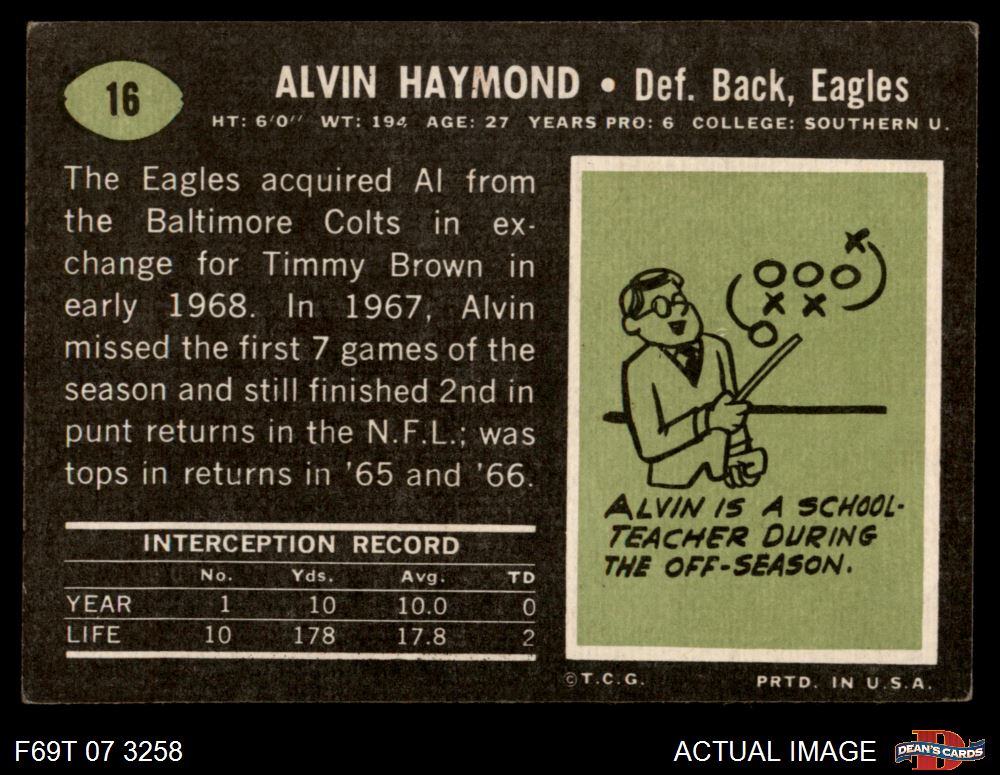 16
ALVIN HAYMOND • Def. Back, Eagles
HT: 6'0" WT: 194 AGE: 27 YEARS PRO: 6 COLLEGE: SOUTHERN U.
The Eagles acquired Al from
the Baltimore Colts in ex-
change for Timmy Brown in
early 1968. In 1967, Alvin
missed the first 7 games of the
season and still finished 2nd in
punt returns in the N.F.L.; was
tops in returns in '65 and '66.
INTERCEPTION RECORD
No. Yds. Avg. TD
YEAR 1 10 10.0 0
LIFE 10 178 17.8 2
ALVIN IS A SCHOOL-
TEACHER DURING
THE OFF-SEASON.
©T.C.G. PRTD. IN U.S.A.
F69T 07 3258 ACTUAL IMAGE
D
DEAN'S CARDS